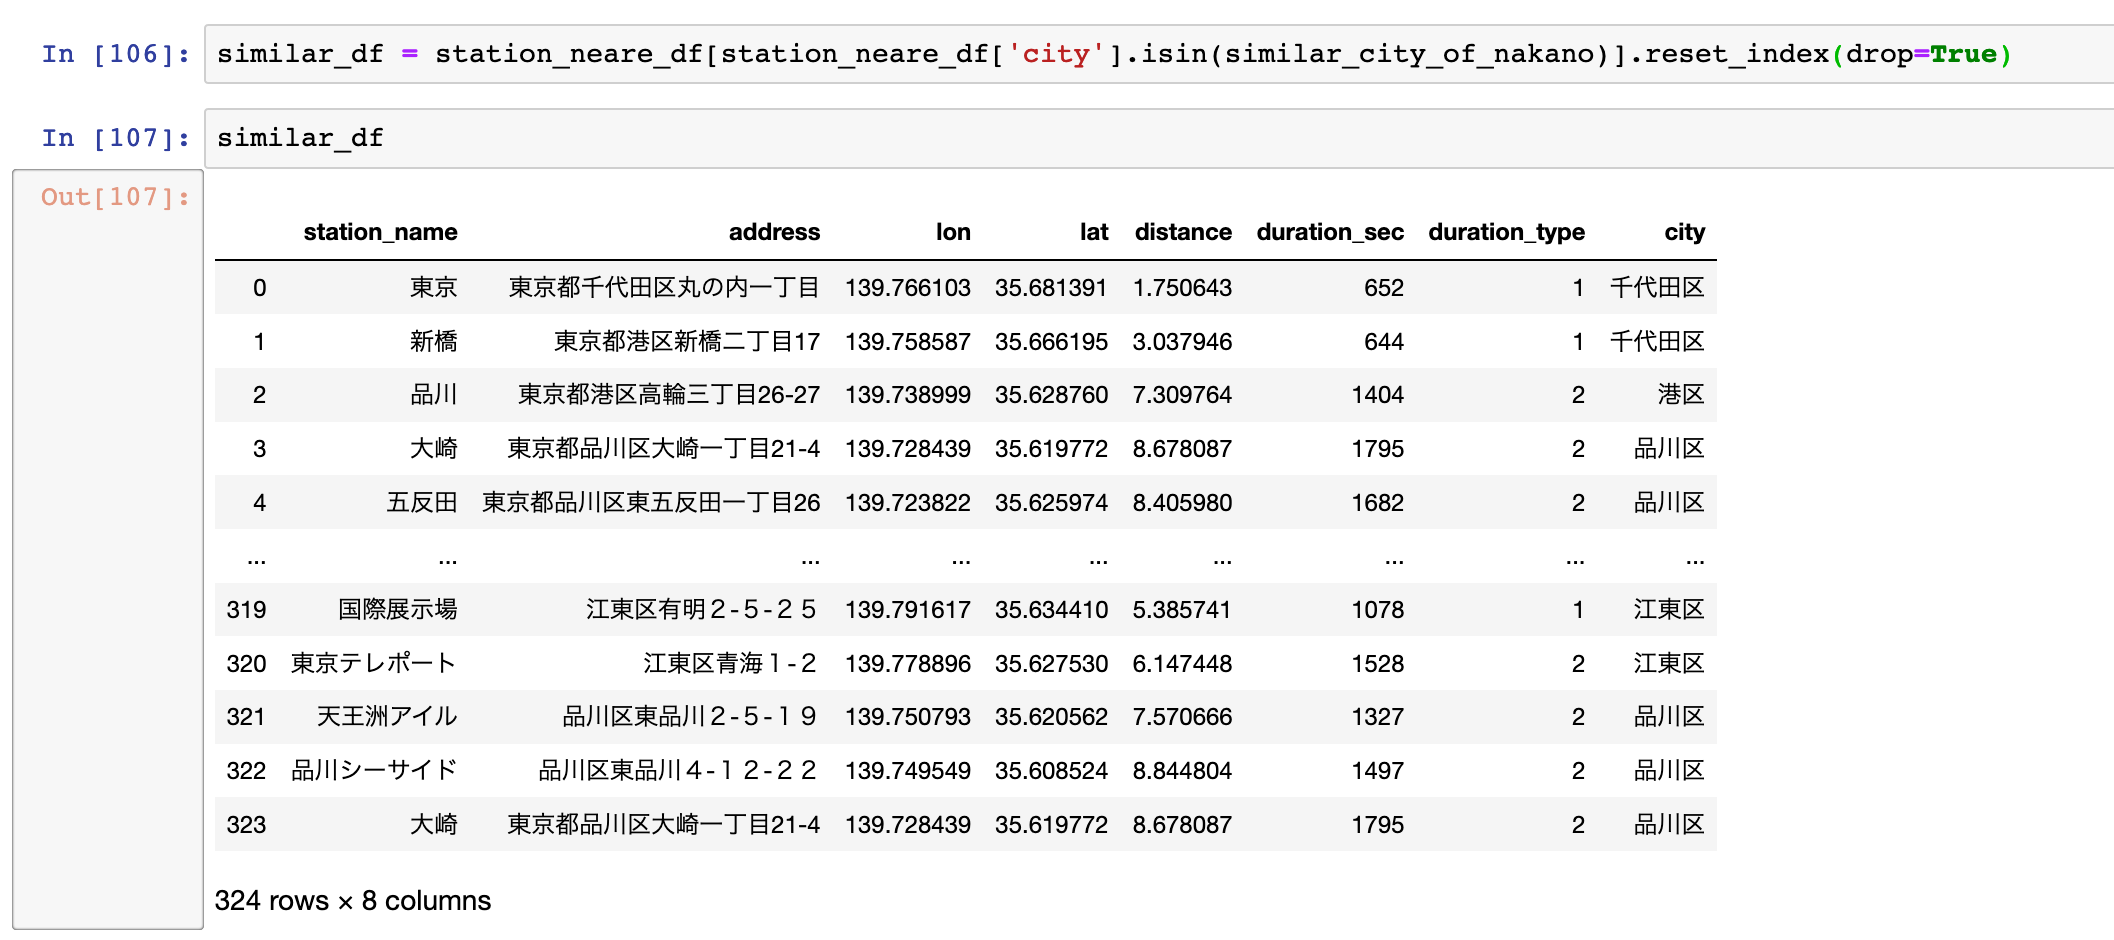 In [106]: similar_df = station_neare_df[station_neare_df['city'].isin(similar_city_of_nakano)].reset_index(drop=True)
In [107]: similar_df
Out[107]:
station_name address lon lat distance duration_sec duration_type city
0 東京 東京都千代田区丸の内一丁目 139.766103 35.681391 1.750643 652 1 千代田区
1 新橋 東京都港区新橋二丁目17 139.758587 35.666195 3.037946 644 1 千代田区
2 品川 東京都港区高輪三丁目26-27 139.738999 35.628760 7.309764 1404 2 港区
3 大崎 東京都品川区大崎一丁目21-4 139.728439 35.619772 8.678087 1795 2 品川区
4 五反田 東京都品川区東五反田一丁目26 139.723822 35.625974 8.405980 1682 2 品川区
... ... ... ... ... ... ... ... ...
319 国際展示場 江東区有明２-５-２５ 139.791617 35.634410 5.385741 1078 1 江東区
320 東京テレポート 江東区青海１-２ 139.778896 35.627530 6.147448 1528 2 江東区
321 天王洲アイル 品川区東品川２-５-１９ 139.750793 35.620562 7.570666 1327 2 品川区
322 品川シーサイド 品川区東品川４-１２-２２ 139.749549 35.608524 8.844804 1497 2 品川区
323 大崎 東京都品川区大崎一丁目21-4 139.728439 35.619772 8.678087 1795 2 品川区
324 rows × 8 columns